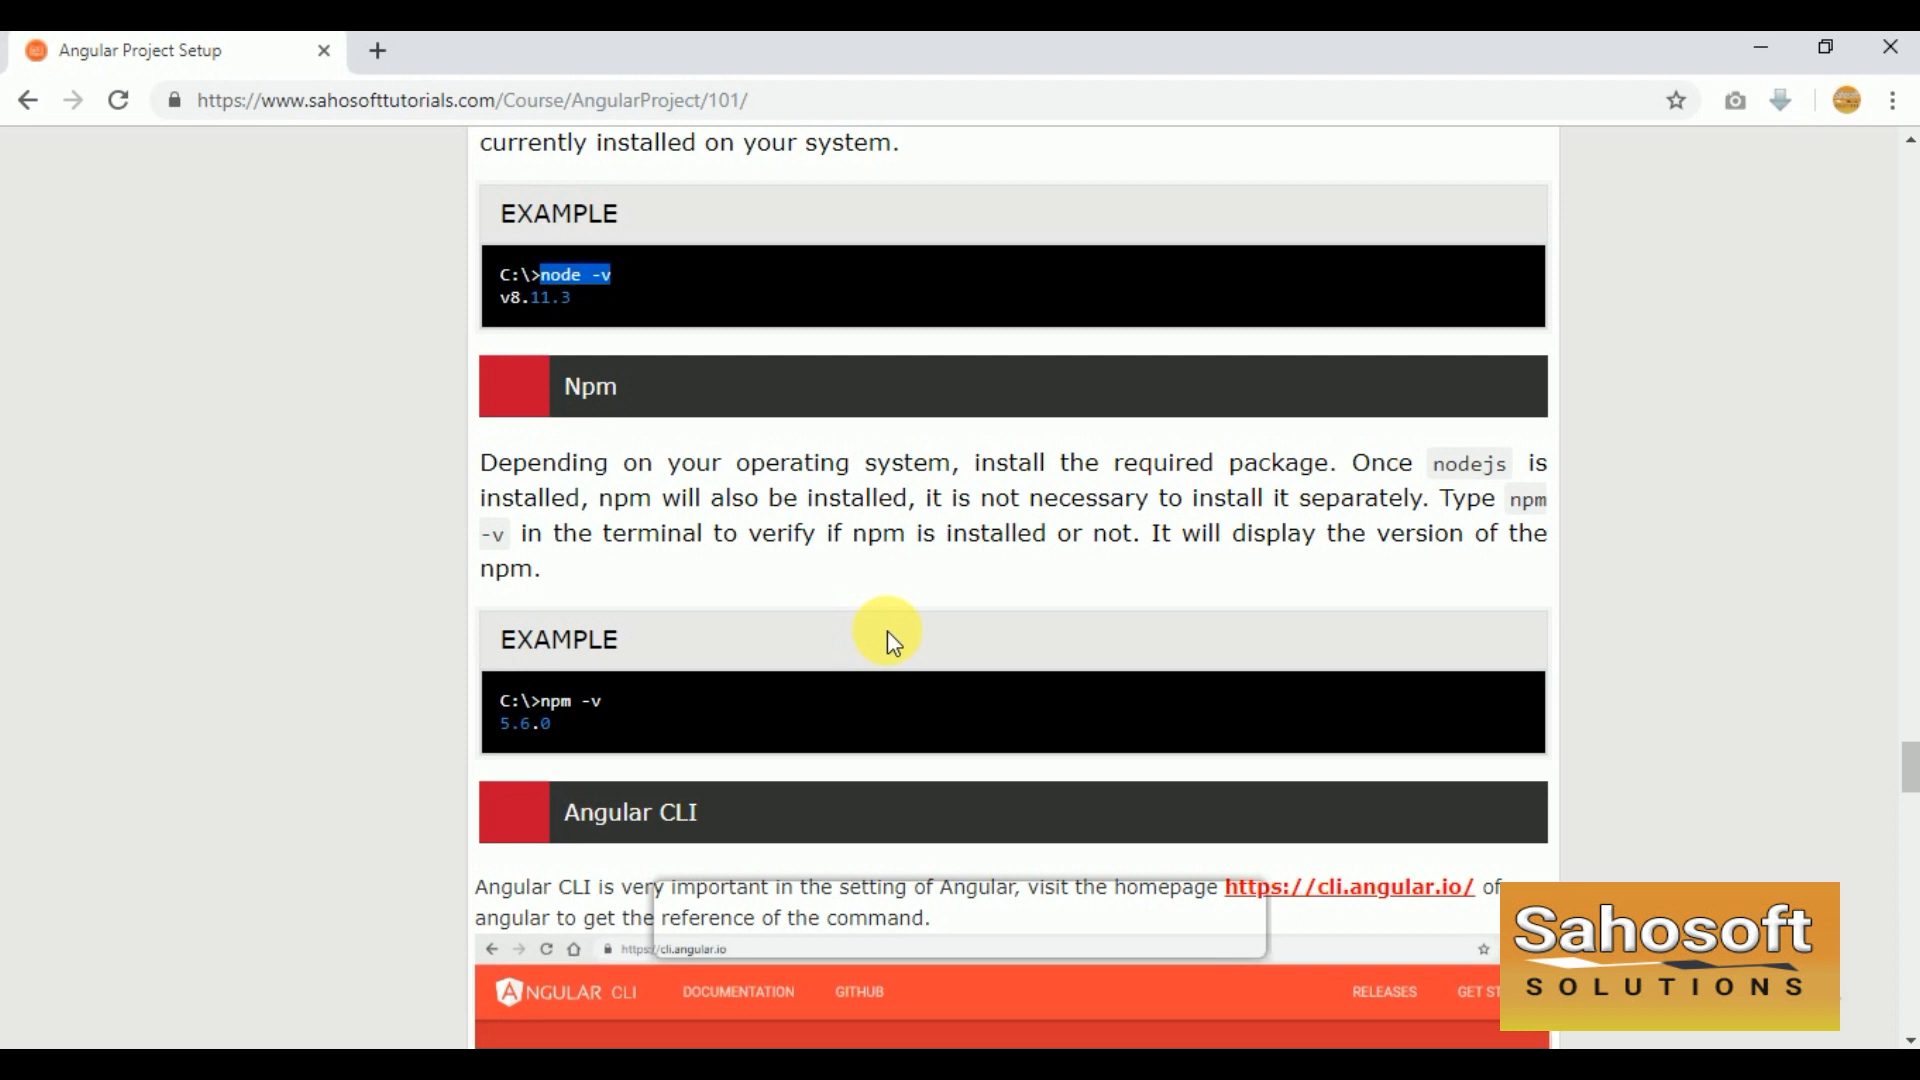 Angular Project Setup
https://www.sahosofttutorials.com/Course/AngularProject/101/
currently installed on your system.
EXAMPLE
C:\>node -v
v8.11.3
Npm
Depending on your operating system, install the required package. Once nodejs is
installed, npm will also be installed, it is not necessary to install it separately. Type npm
-v in the terminal to verify if npm is installed or not. It will display the version of the
npm.
EXAMPLE
C:\>npm -v
5.6.0
Angular CLI
Angular CLI is very important in the setting of Angular, visit the homepage https://cli.angular.io/ of
angular to get the reference of the command.
https://cli.angular.io
ANGULAR CLI DOCUMENTATION GITHUB RELEASES GET ST
Sahosoft
SOLUTIONS